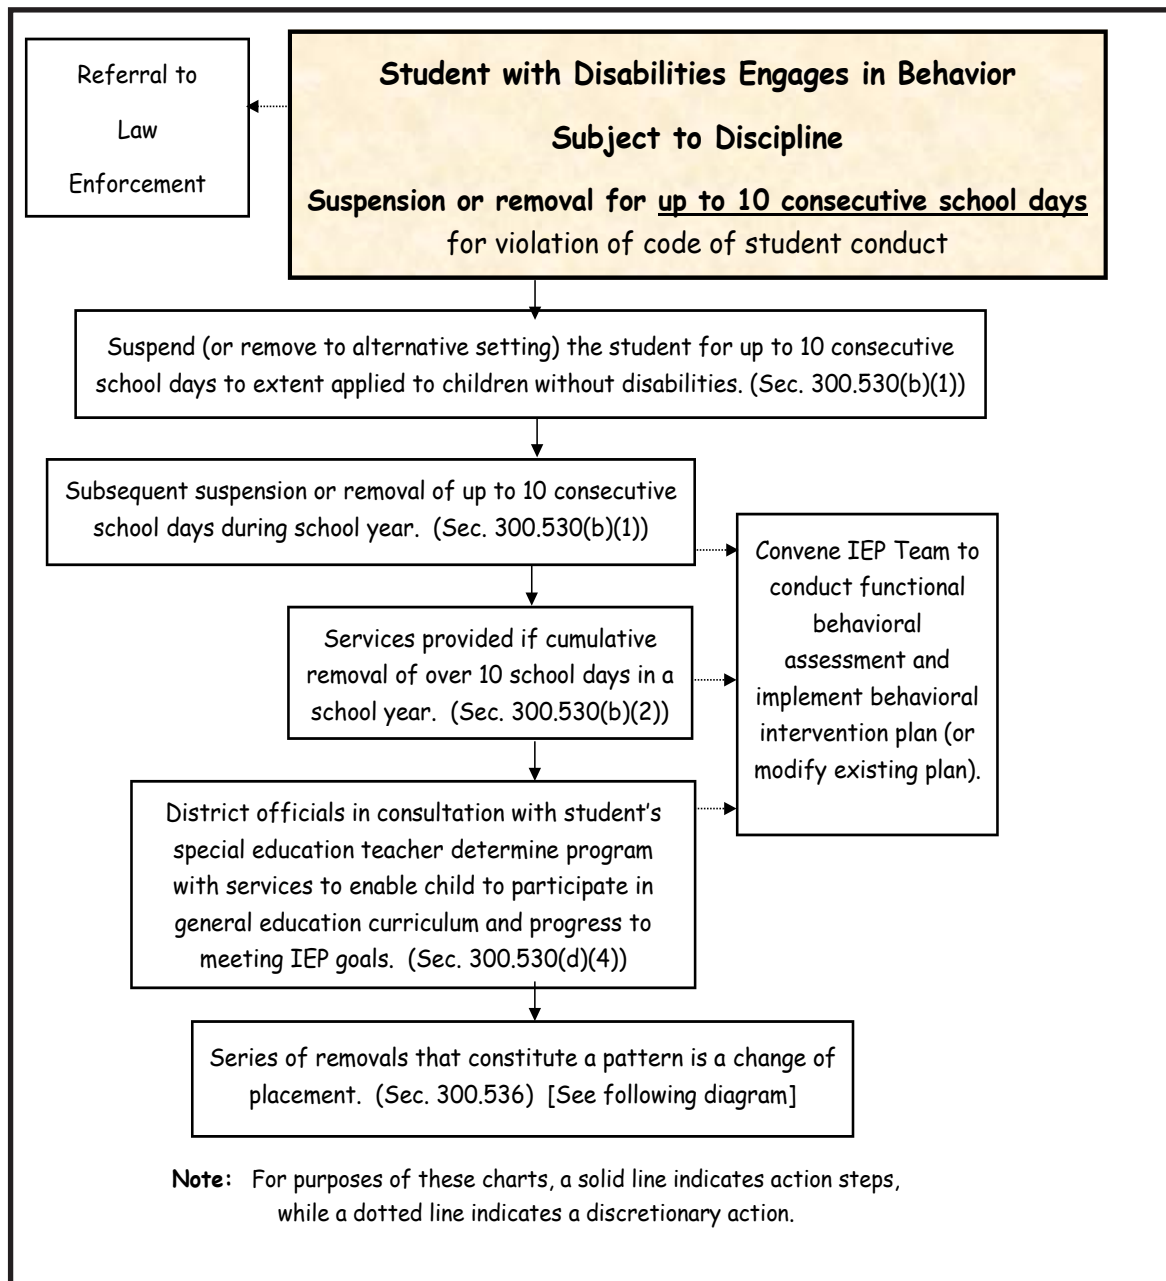 Referral to
Law
Enforcement
Student with Disabilities Engages in Behavior
Subject to Discipline
Suspension or removal for up to 10 consecutive school days
for violation of code of student conduct
Suspend (or remove to alternative setting) the student for up to 10 consecutive
school days to extent applied to children without disabilities. (Sec. 300.530(b)(1))
Subsequent suspension or removal of up to 10 consecutive
school days during school year. (Sec. 300.530(b)(1))
Convene IEP Team to
conduct functional
behavioral
assessment and
implement behavioral
intervention plan (or
modify existing plan).
Services provided if cumulative
removal of over 10 school days in a
school year. (Sec. 300.530(b)(2))
District officials in consultation with student's
special education teacher determine program
with services to enable child to participate in
general education curriculum and progress to
meeting IEP goals. (Sec. 300.530(d)(4))
Series of removals that constitute a pattern is a change of
placement. (Sec. 300.536) [See following diagram]
Note: For purposes of these charts, a solid line indicates action steps,
while a dotted line indicates a discretionary action.